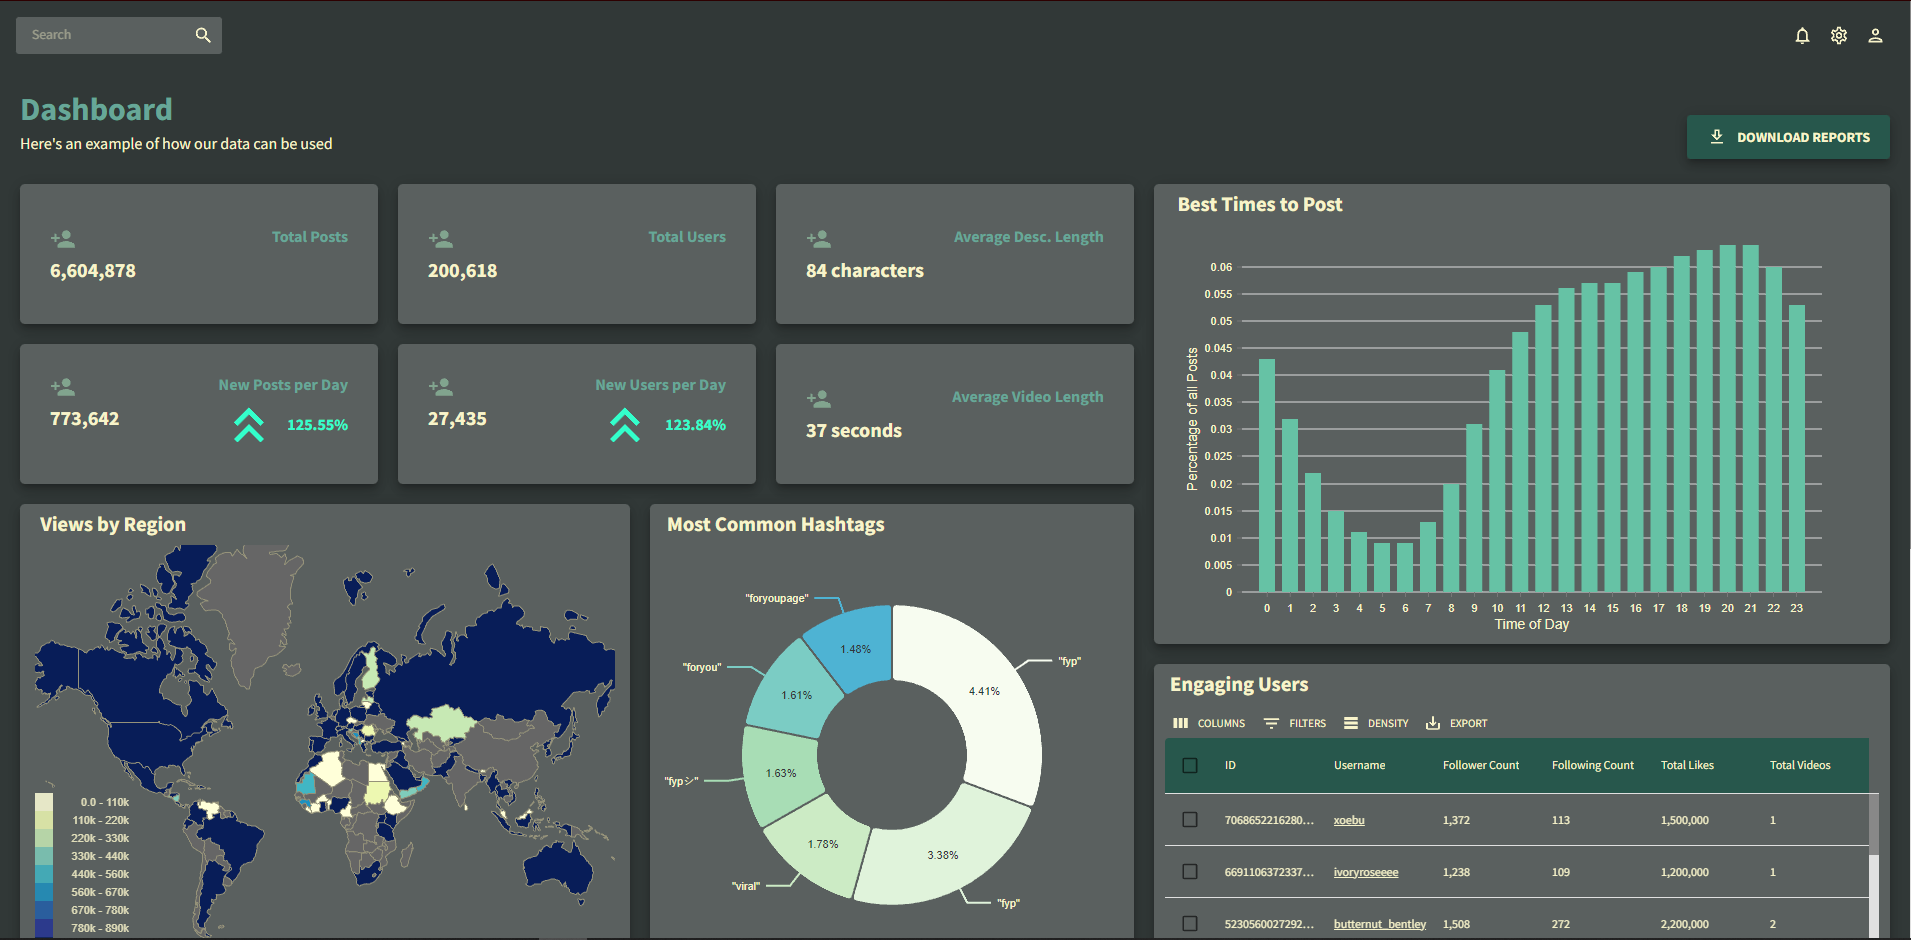 Search
Dashboard
Here's an example of how our data can be used
DOWNLOAD REPORTS
Total Posts
6,604,878
Total Users
200,618
Average Desc. Length
84 characters
New Posts per Day
773,642
125.55%
New Users per Day
27,435
123.84%
Average Video Length
37 seconds
Best Times to Post
0.06
0.055
0.05
0.045
0.04
0.035
0.03
0.025
0.02
0.015
0.01
0.005
0
Percentage of all Posts
0 1 2 3 4 5 6 7 8 9 10 11 12 13 14 15 16 17 18 19 20 21 22 23
Time of Day
Views by Region
0.0 - 110k
110k - 220k
220k - 330k
330k - 440k
440k - 560k
560k - 670k
670k - 780k
780k - 890k
Most Common Hashtags
"foryoupage"
1.48%
"fyp"
4.41%
"foryou"
1.61%
"fypシ"
1.63%
"viral"
1.78%
"fyp"
3.38%
Engaging Users
COLUMNS FILTERS DENSITY EXPORT
ID Username Follower Count Following Count Total Likes Total Videos
7068652216280... xoebu 1,372 113 1,500,000 1
6691106372337... ivoryroseeee 1,238 109 1,200,000 1
5230560027292... butternut_bentley 1,508 272 2,200,000 2